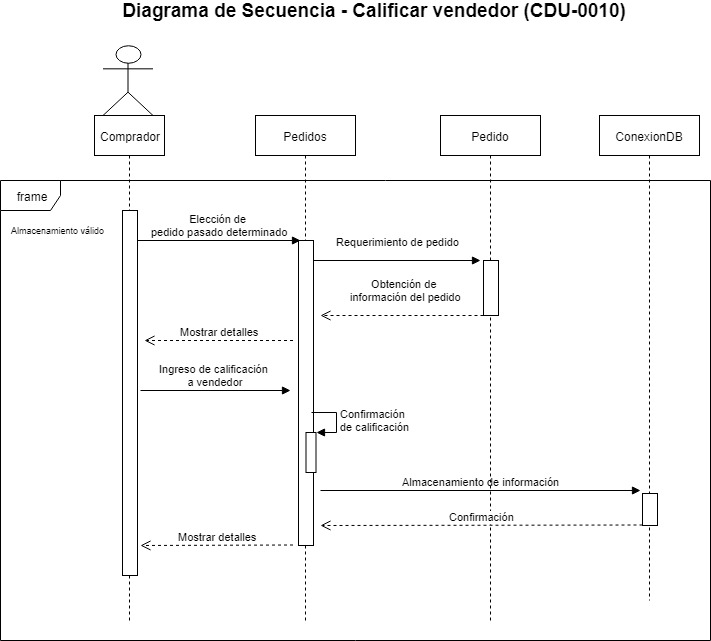 Diagrama de Secuencia - Calificar vendedor (CDU-0010)
Comprador
Pedidos
Pedido
ConexionDB
frame
Almacenamiento válido
Elección de
pedido pasado determinado
Requerimiento de pedido
Obtención de
información del pedido
Mostrar detalles
Ingreso de calificación
a vendedor
Confirmación
de calificación
Almacenamiento de información
Confirmación
Mostrar detalles